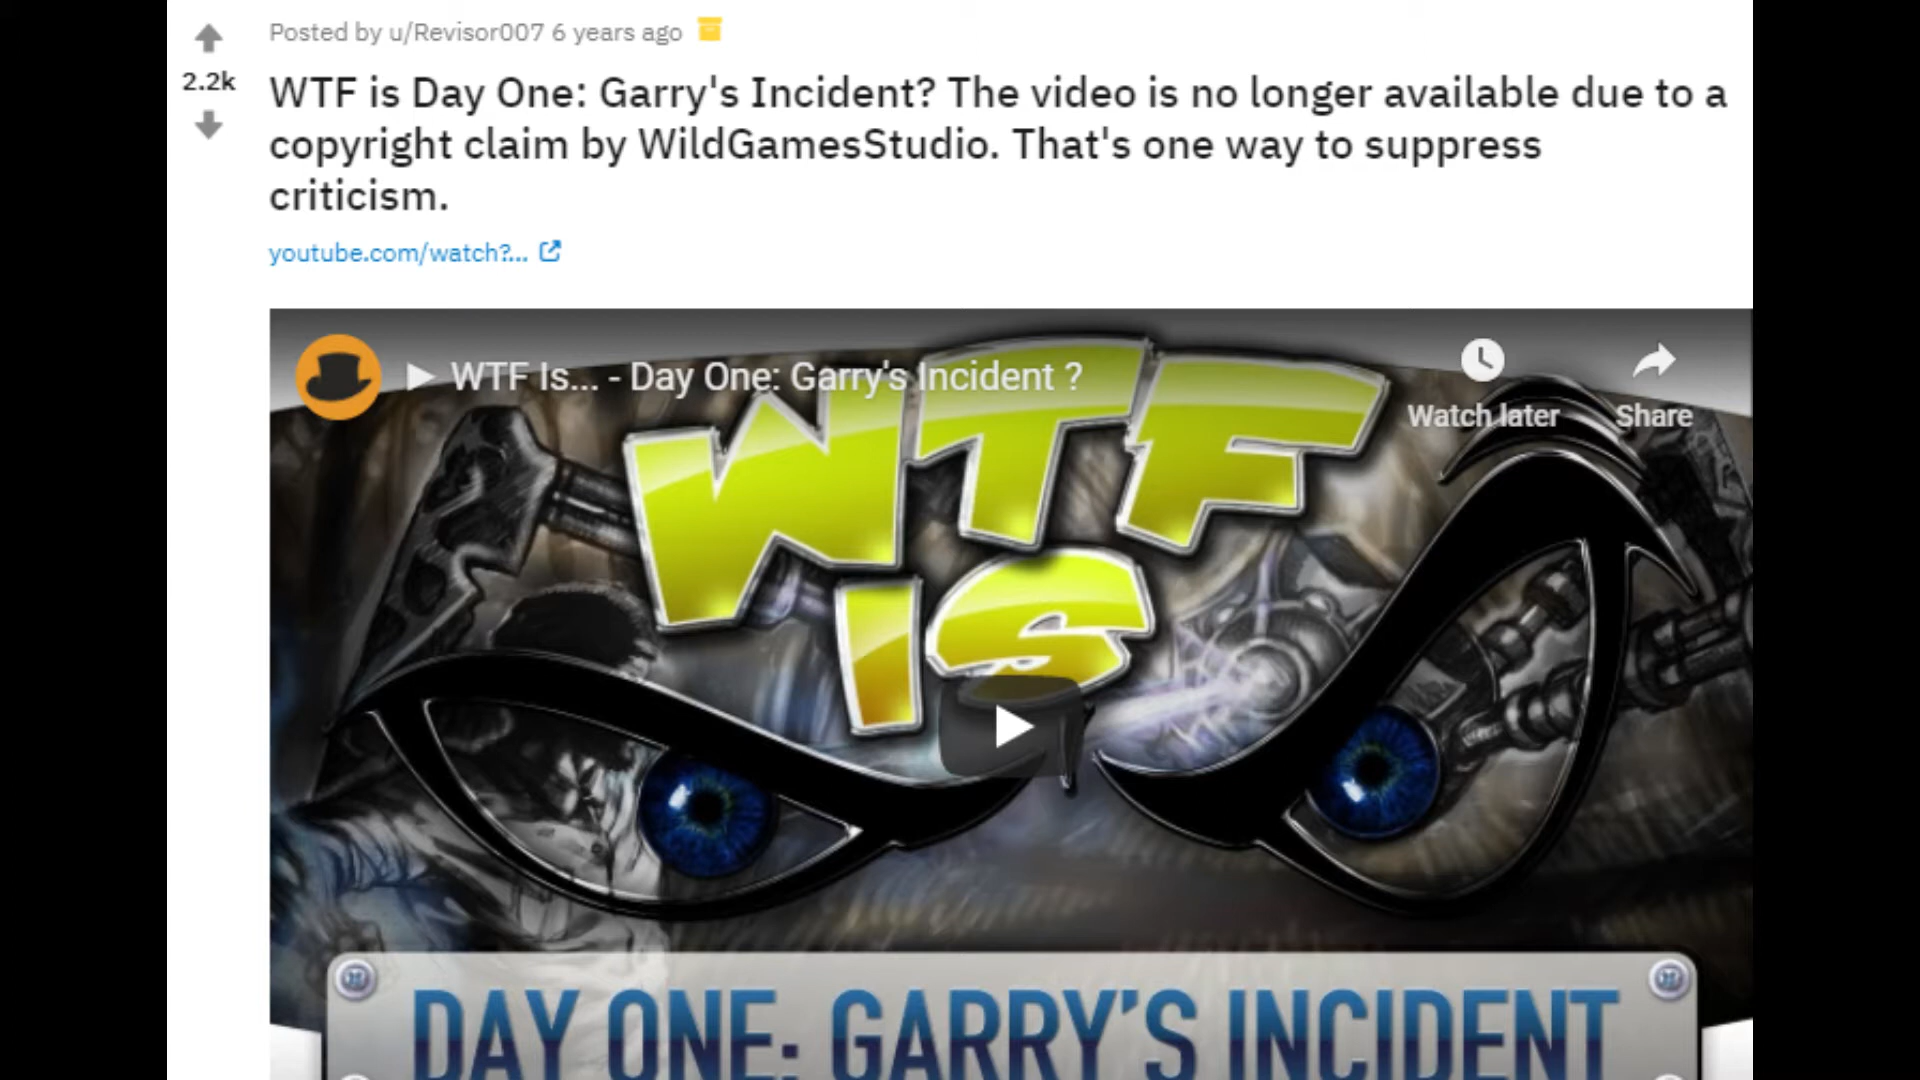 Posted by u/Revisor007 6 years ago
2.2k
WTF is Day One: Garry's Incident? The video is no longer available due to a
copyright claim by WildGamesStudio. That's one way to suppress
criticism.
youtube.com/watch?...
► WTF Is... - Day One: Garry's Incident ?
Watch later
Share
WTF
IS
DAY ONE: GARRY'S INCIDENT